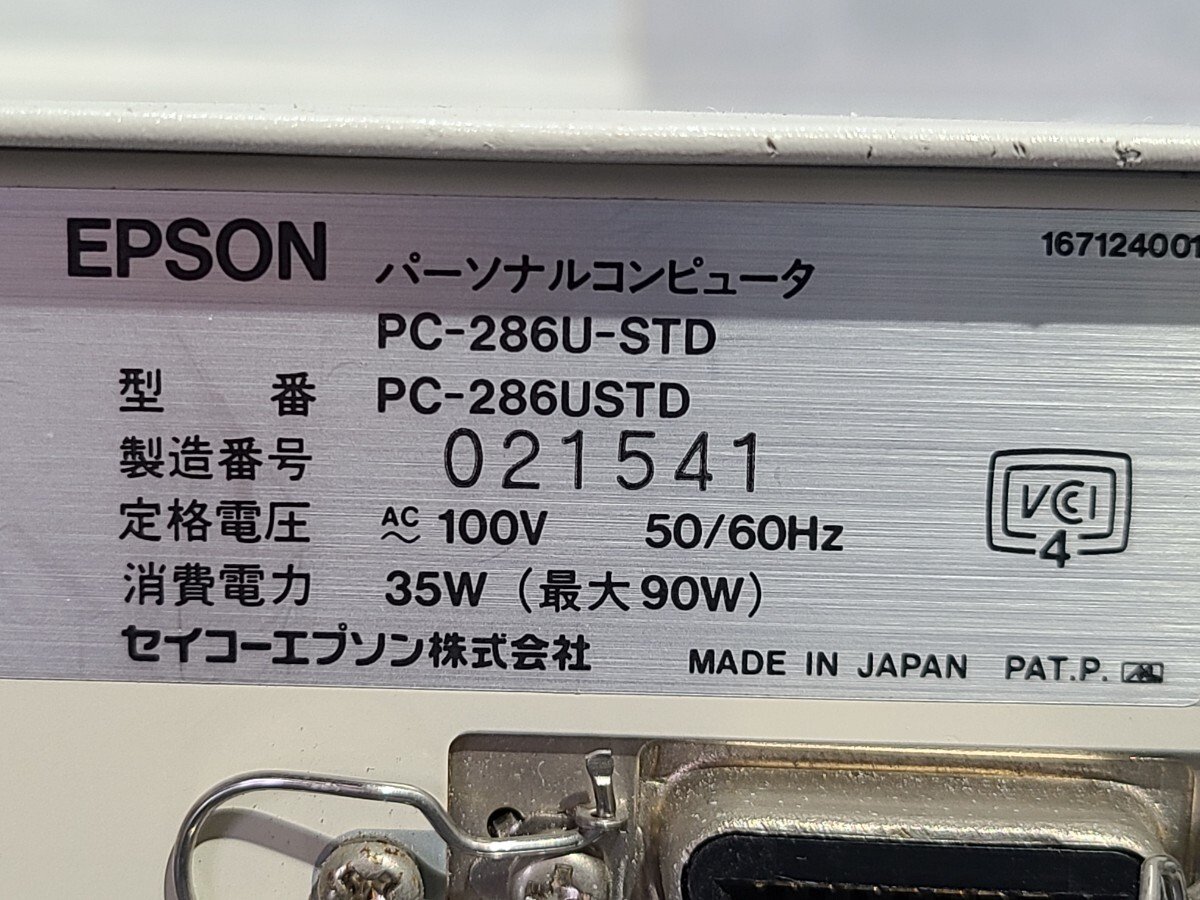 EPSON パーソナルコンピュータ 167124001
PC-286U-STD
型 番 PC-286USTD
製造番号 021541
定格電圧 AC～ 100V 50/60Hz
VCCI
4
消費電力 35W (最大90W)
セイコーエプソン株式会社 MADE IN JAPAN PAT.P.